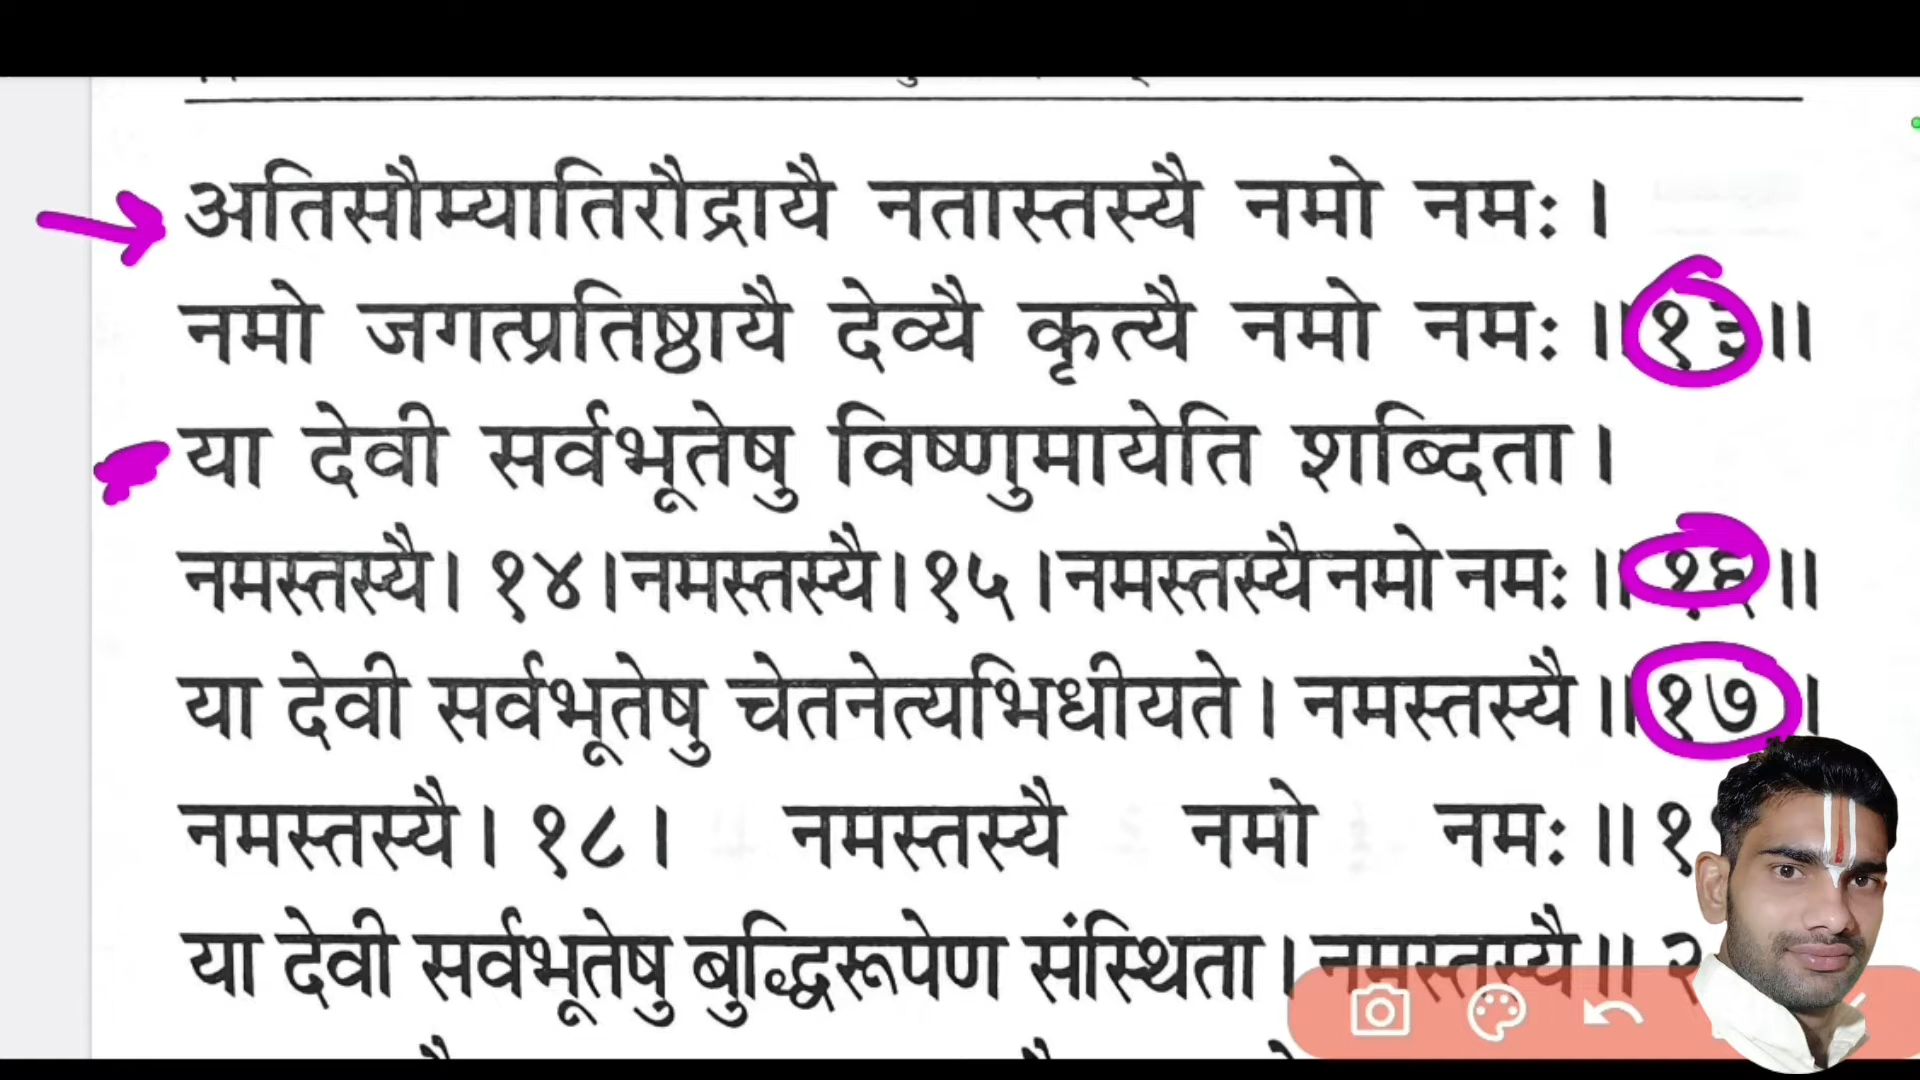 अतिसौम्यातिरौद्रायै नतास्तस्यै नमो नमः ।
नमो जगत्प्रतिष्ठायै देव्यै कृत्यै नमो नमः ॥ १३ ॥
या देवी सर्वभूतेषु विष्णुमायेति शब्दिता ।
नमस्तस्यै । १४ । नमस्तस्यै । १५ । नमस्तस्यै नमो नमः ॥ १६ ॥
या देवी सर्वभूतेषु चेतनेत्यभिधीयते । नमस्तस्यै ॥ १७ ।
नमस्तस्यै । १८ । नमस्तस्यै नमो नमः ॥ १
या देवी सर्वभूतेषु बुद्धिरूपेण संस्थिता । नमस्तस्यै ॥ २